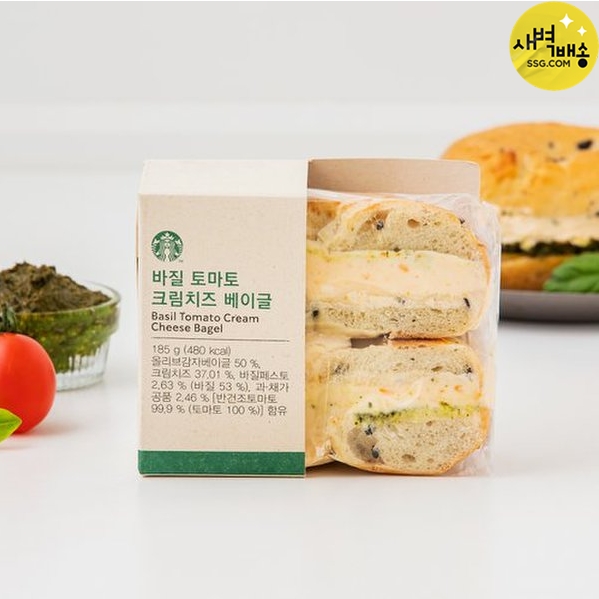 새벽배송
SSG.COM
바질 토마토
크림치즈 베이글
Basil Tomato Cream
Cheese Bagel
185 g (480 kcal)
올리브감자베이글 50 %,
크림치즈 37.01 %, 바질페스토
2.63 % (바질 53 %), 과·채가
공품 2.46 % [반건조토마토
99.9 % (토마토 100 %)] 함유